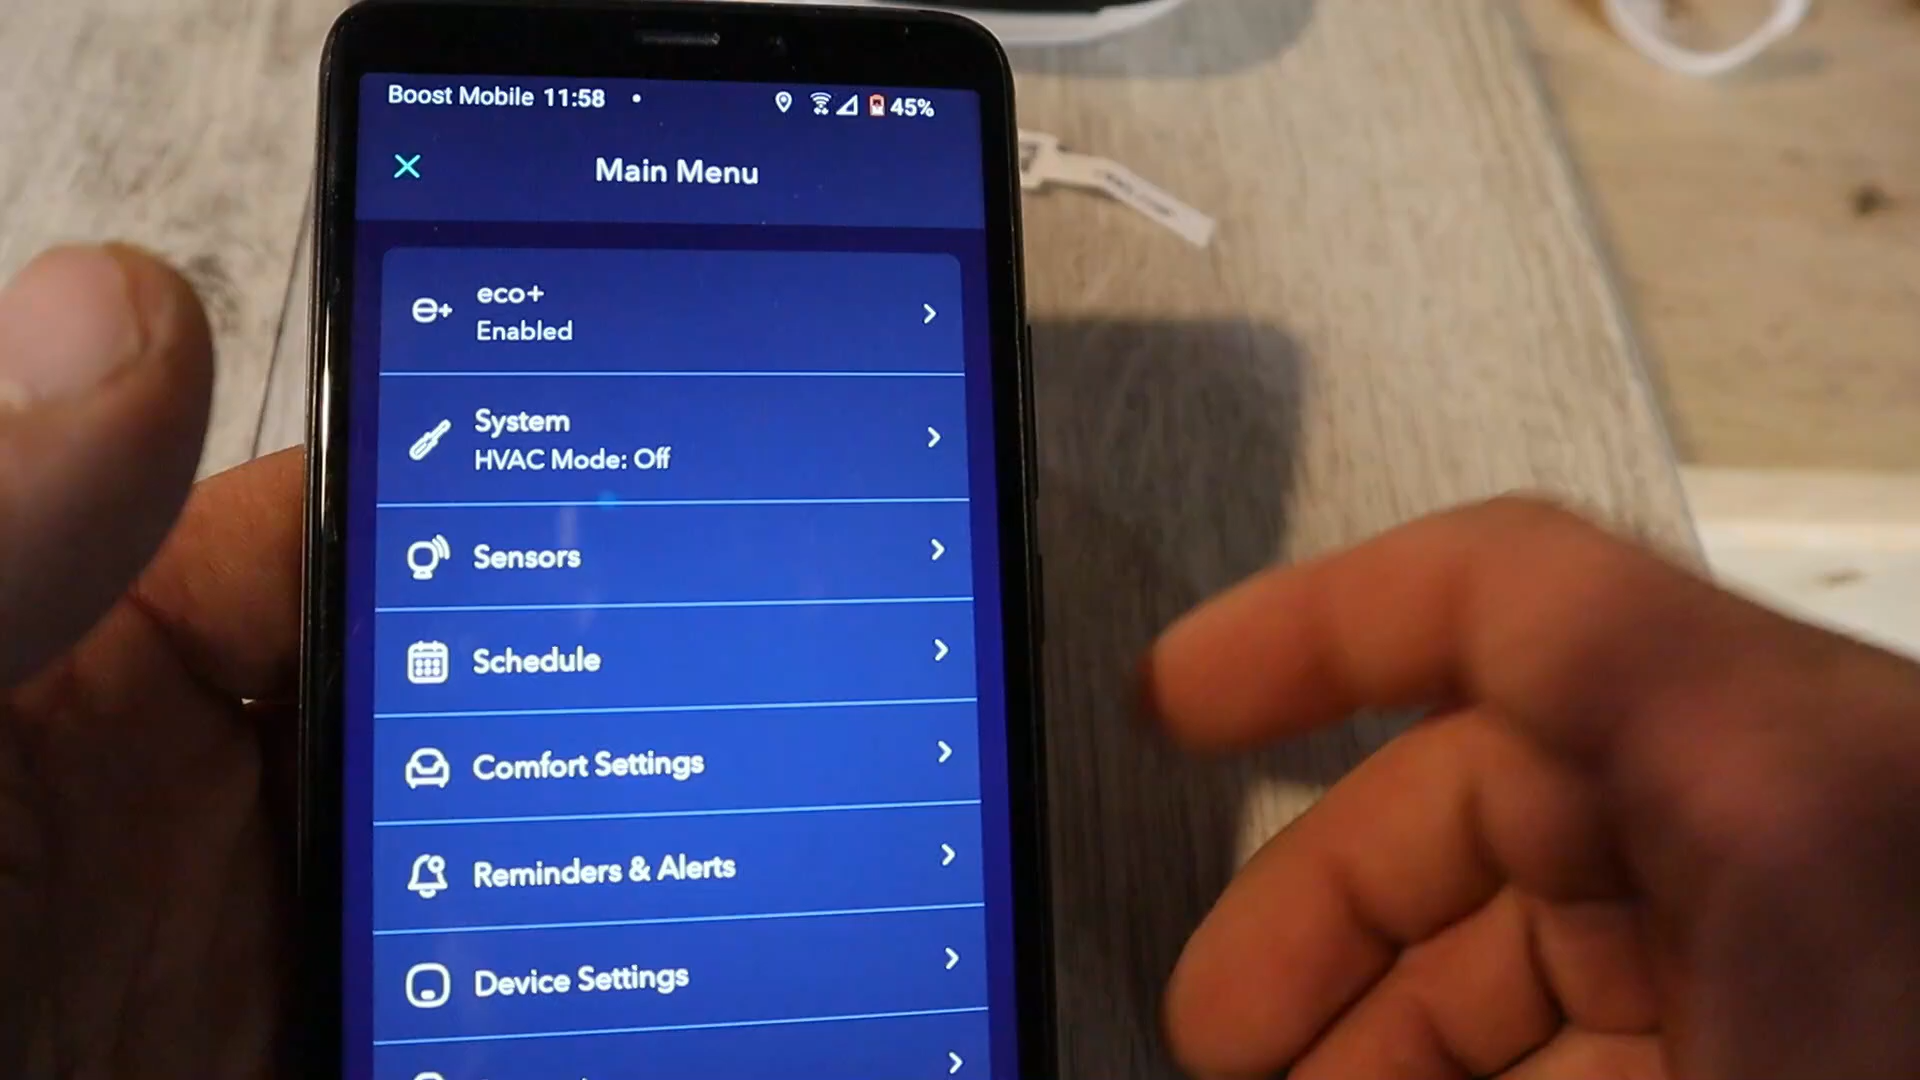 Boost Mobile 11:58
45%
Main Menu
e+
eco+
Enabled
System
HVAC Mode: Off
Sensors
Schedule
Comfort Settings
Reminders & Alerts
Device Settings